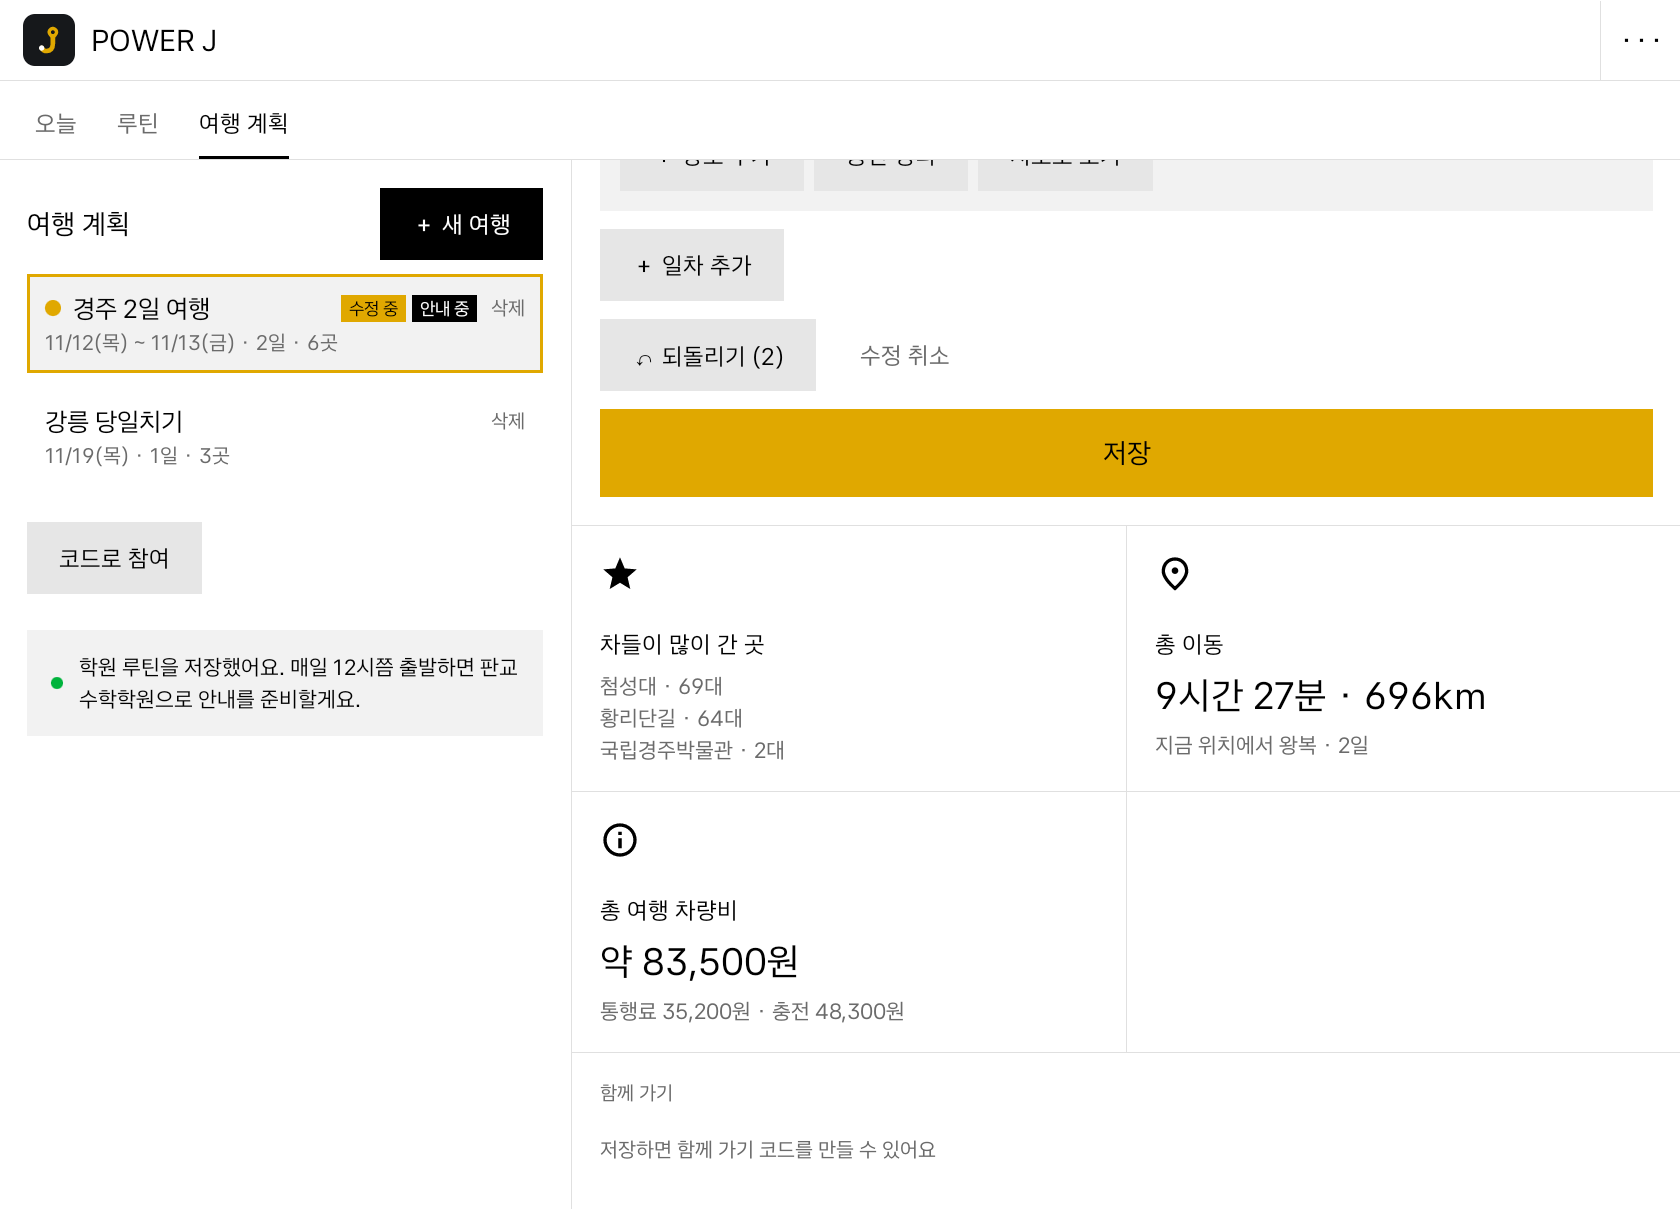 POWER J
...
오늘
루틴
여행 계획
여행 계획
+ 새 여행
경주 2일 여행
수정 중
안내 중
삭제
11/12(목) ~ 11/13(금) · 2일 · 6곳
강릉 당일치기
삭제
11/19(목) · 1일 · 3곳
코드로 참여
학원 루틴을 저장했어요. 매일 12시쯤 출발하면 판교
수학학원으로 안내를 준비할게요.
+ 일차 추가
되돌리기 (2)
수정 취소
저장
차들이 많이 간 곳
첨성대 · 69대
황리단길 · 64대
국립경주박물관 · 2대
총 이동
9시간 27분 · 696km
지금 위치에서 왕복 · 2일
총 여행 차량비
약 83,500원
통행료 35,200원 · 충전 48,300원
함께 가기
저장하면 함께 가기 코드를 만들 수 있어요